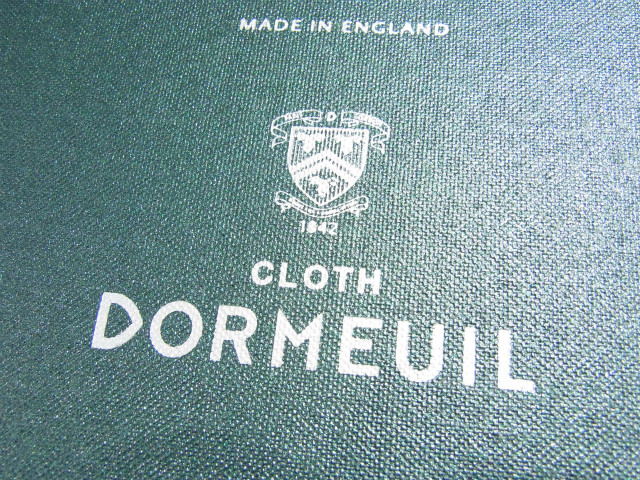 MADE IN ENGLAND
1842
CLOTH
DORMEUIL